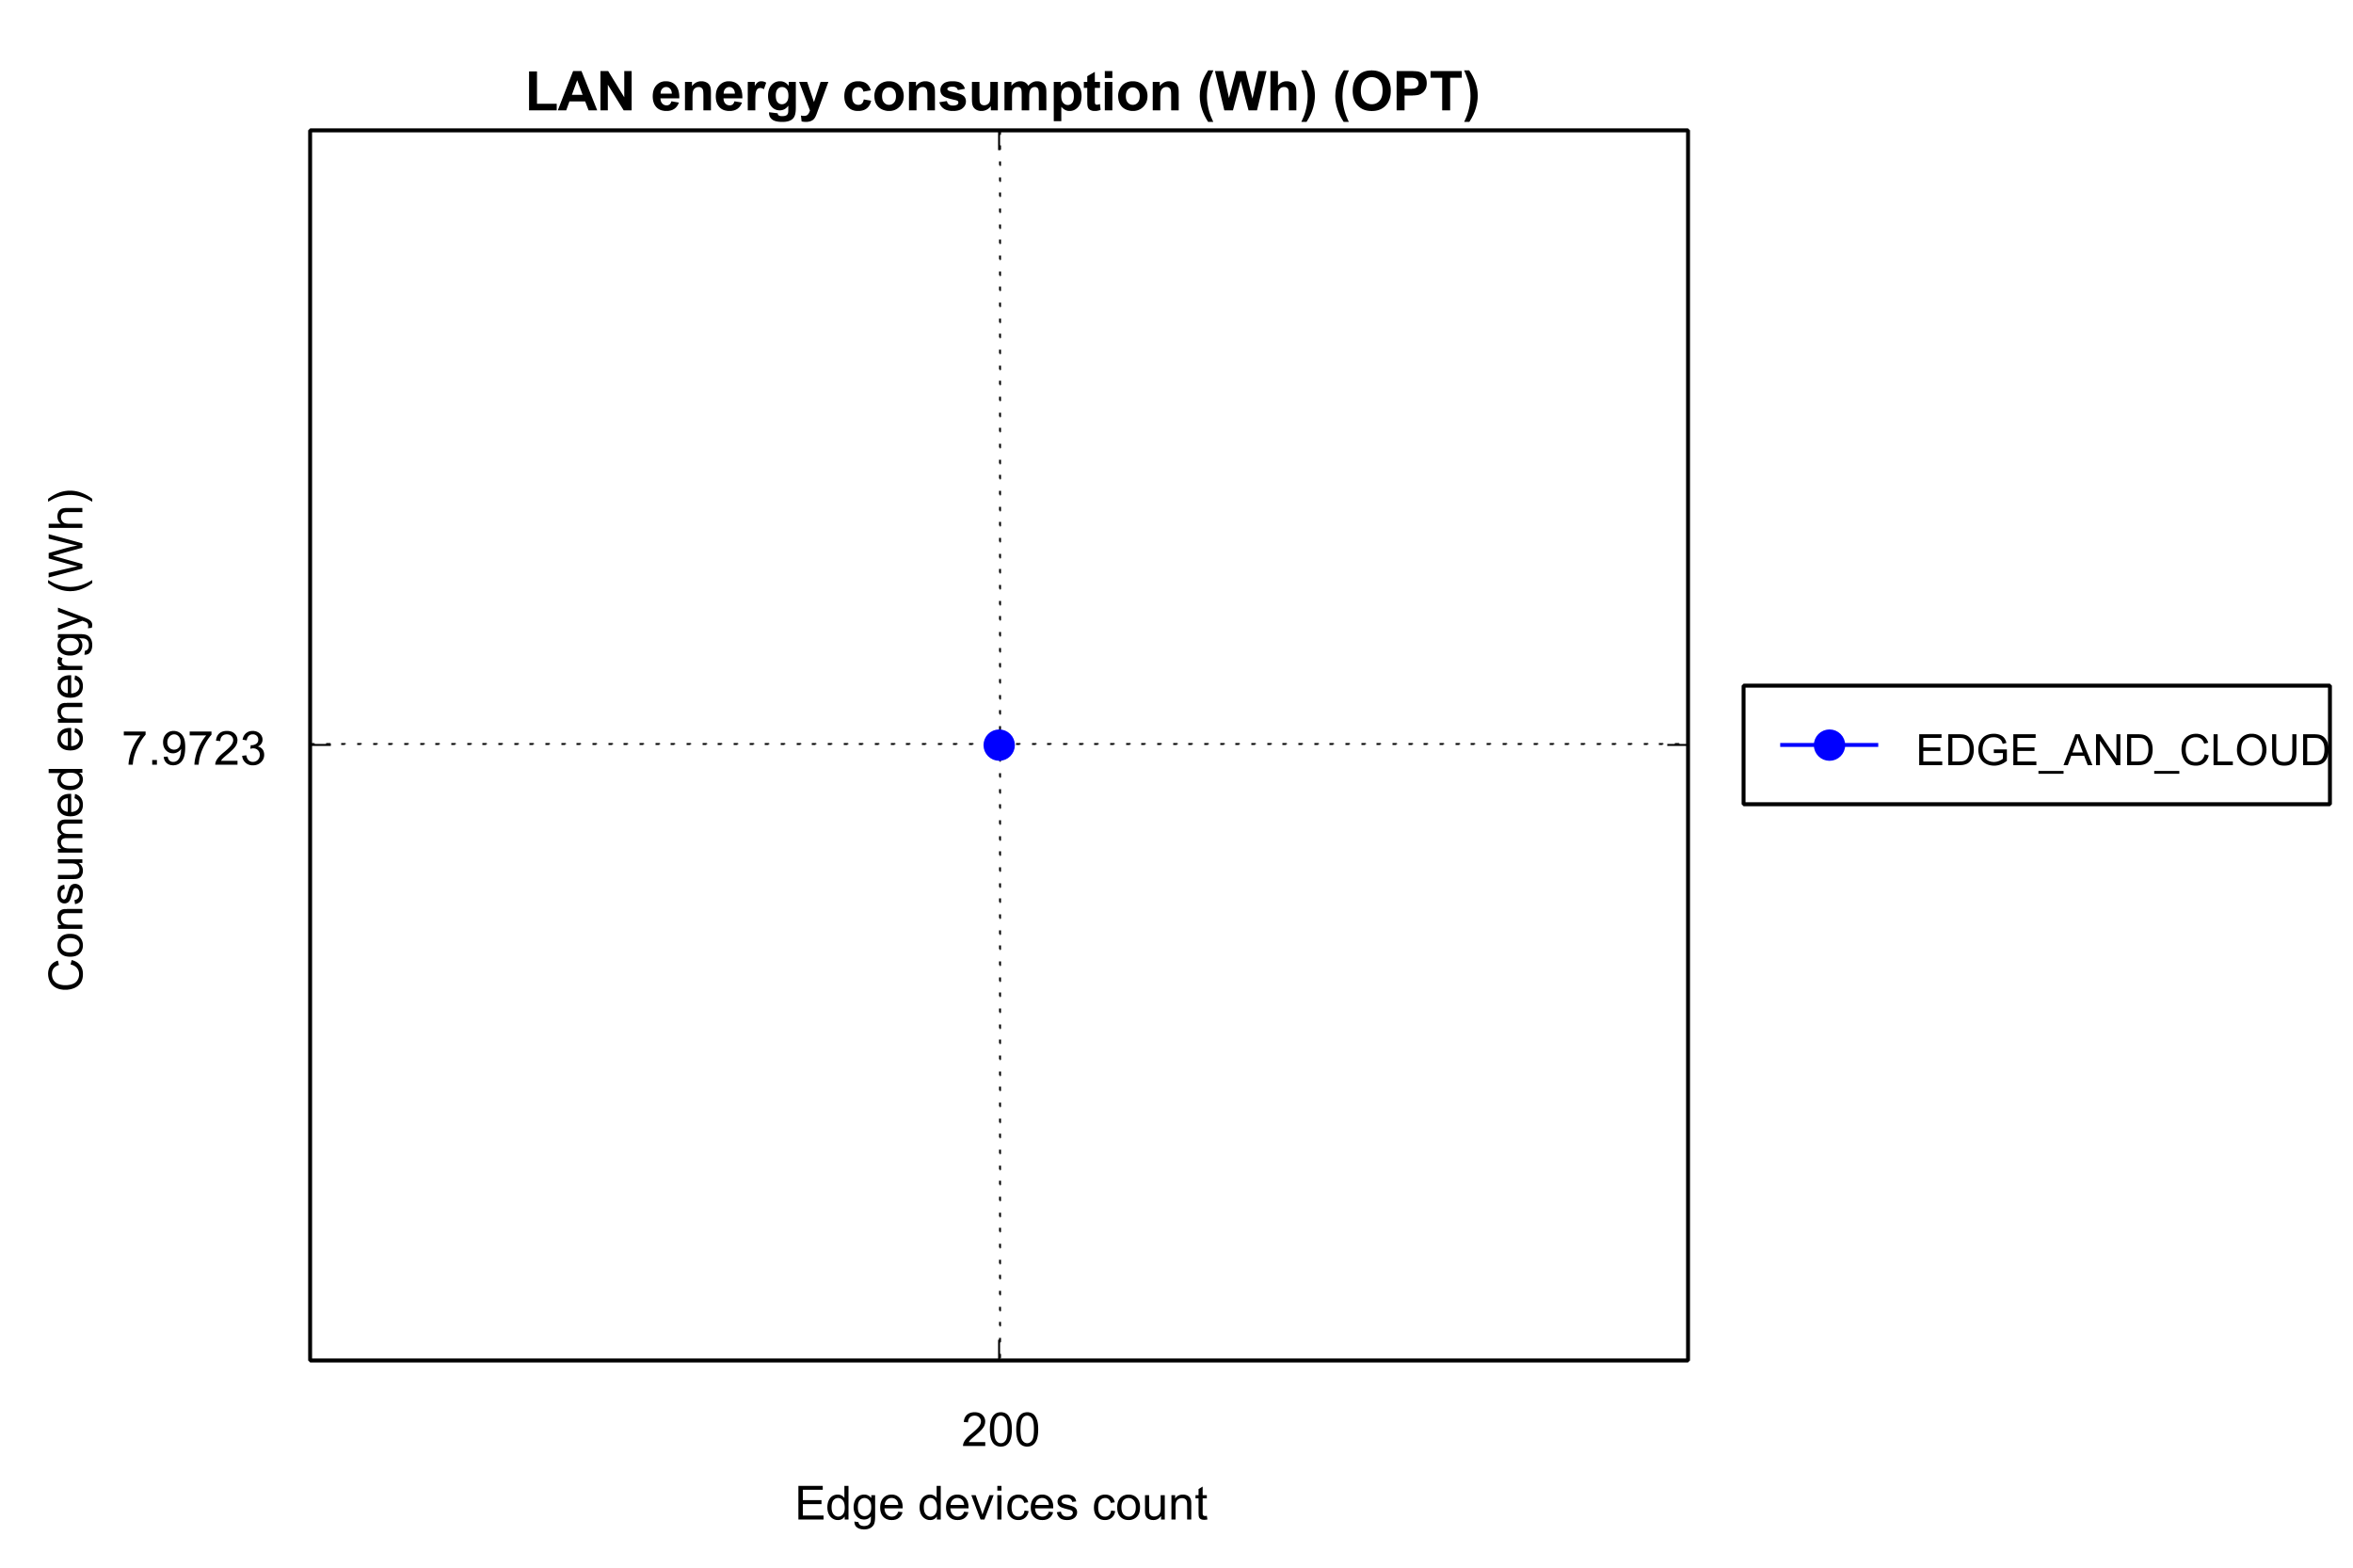 LAN energy consumption (Wh) (OPT)
Consumed energy (Wh)
7.9723
EDGE_AND_CLOUD
200
Edge devices count